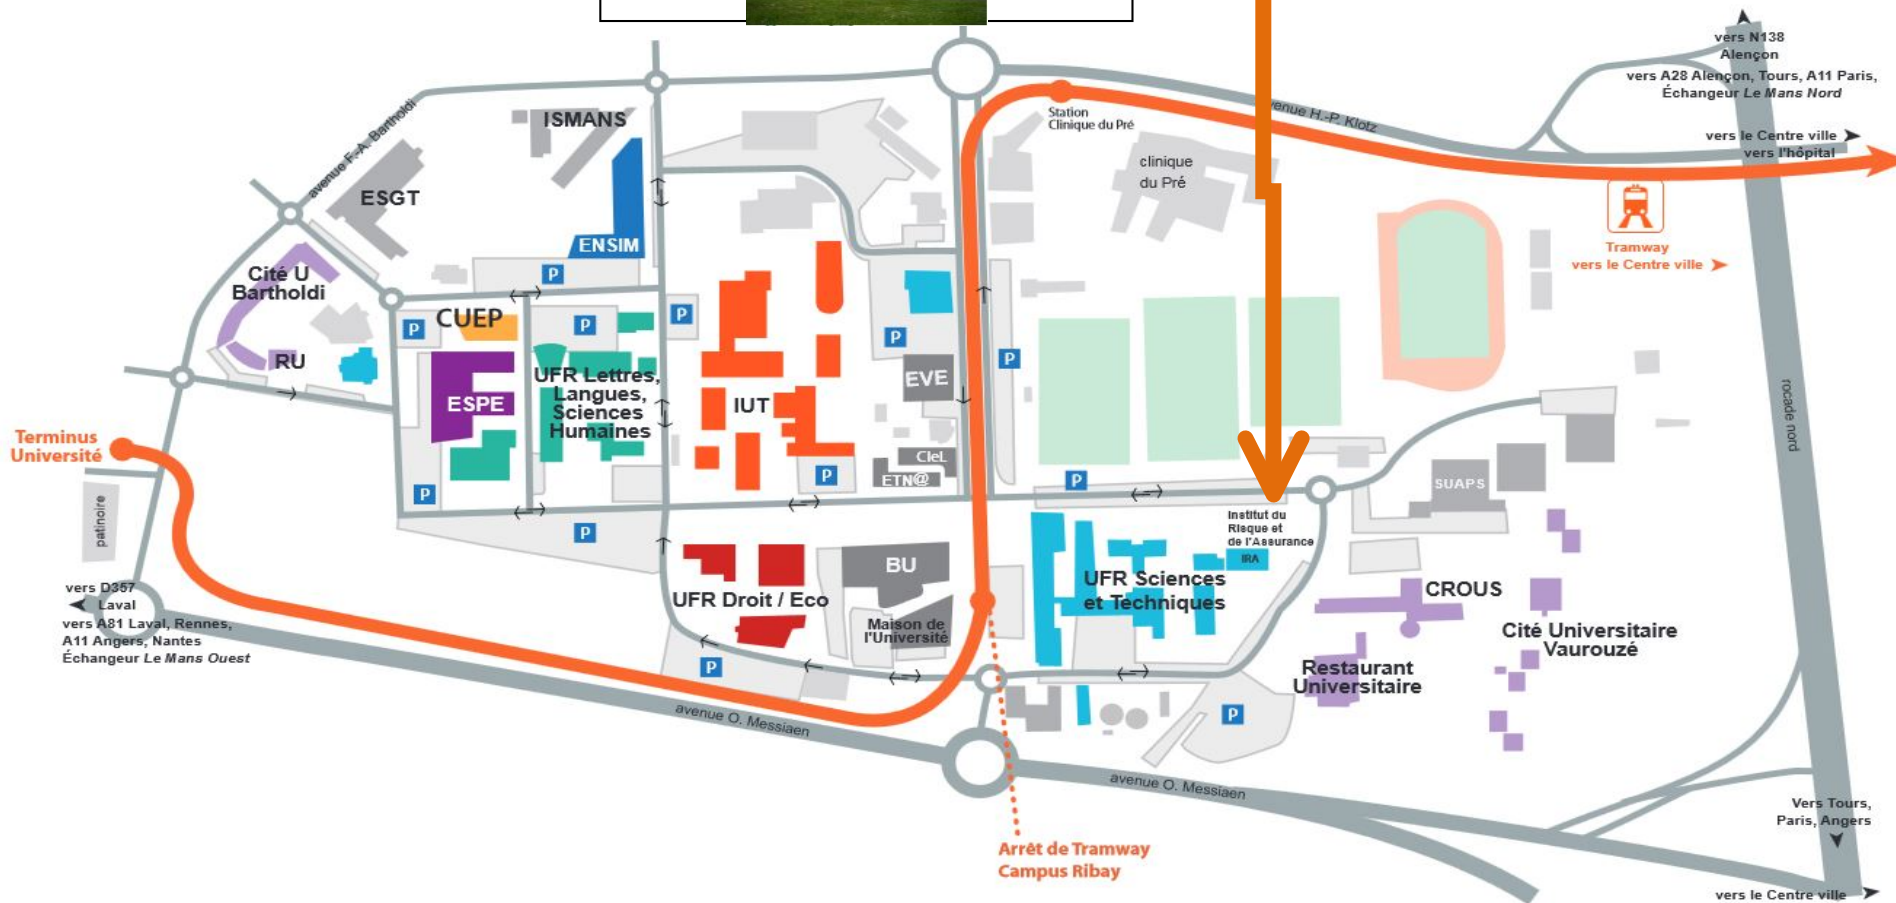 vers N138
Alençon
vers A28 Alençon, Tours, A11 Paris,
Échangeur Le Mans Nord
vers le Centre ville
vers l'hôpital
avenue H.-P. Klotz
Station
Clinique du Pré
clinique
du Pré
Tramway
vers le Centre ville
avenue F.-A. Bartholdi
ISMANS
ESGT
ENSIM
Cité U
Bartholdi
RU
P
P
CUEP
P
P
ESPE
UFR Lettres,
Langues,
Sciences
Humaines
IUT
P
EVE
P
CIeL
ETN@
P
P
P
P
rocade nord
Terminus
Université
patinoire
SUAPS
Institut du
Risque et
de l'Assurance
IRA
UFR Droit / Eco
BU
Maison de
l'Université
UFR Sciences
et Techniques
CROUS
Cité Universitaire
Vaurouzé
Restaurant
Universitaire
vers D357
Laval
vers A81 Laval, Rennes,
A11 Angers, Nantes
Échangeur Le Mans Ouest
P
P
avenue O. Messiaen
avenue O. Messiaen
Arrêt de Tramway
Campus Ribay
Vers Tours,
Paris, Angers
vers le Centre ville